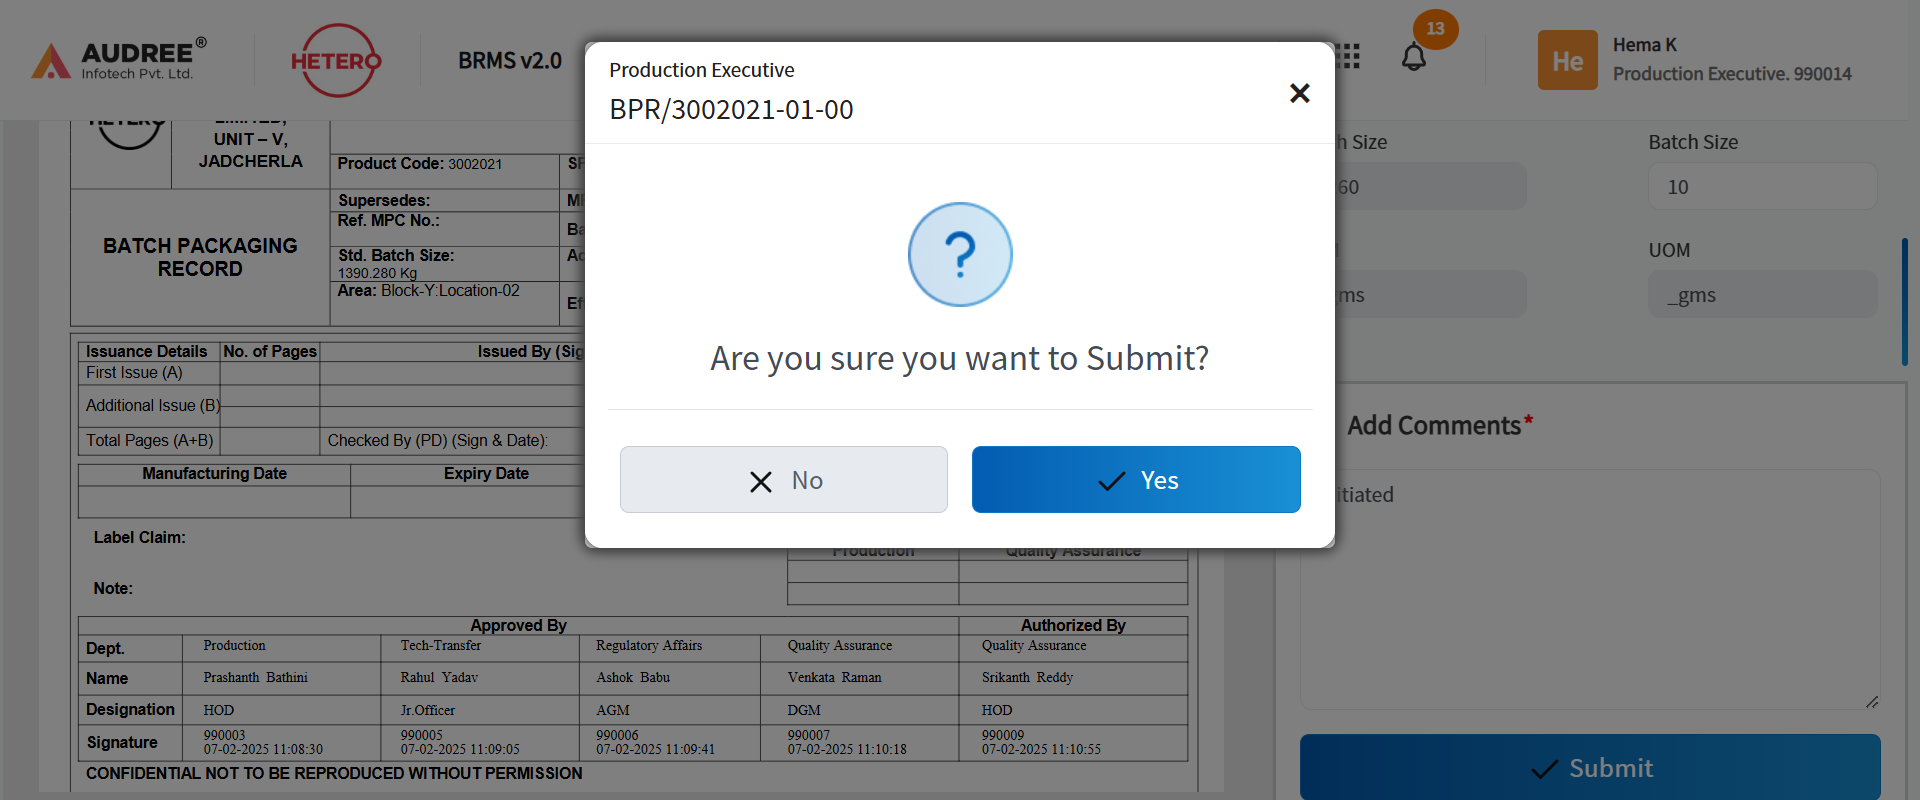 AUDREE®
Infotech Pvt. Ltd.
HETERO
BRMS v2.0
13
He
Hema K
Production Executive. 990014
Production Executive
BPR/3002021-01-00
Are you sure you want to Submit?
No
Yes
HETERO
LIMITED,
UNIT – V,
JADCHERLA
Product Code: 3002021
BATCH PACKAGING
RECORD
Supersedes:
Ref. MPC No.:
Std. Batch Size:
1390.280 Kg
Area: Block-Y:Location-02
Issuance Details No. of Pages Issued By (Sig
First Issue (A)
Additional Issue (B)
Total Pages (A+B) Checked By (PD) (Sign & Date):
Manufacturing Date Expiry Date
Label Claim:
Production Quality Assurance
Note:
Approved By Authorized By
Dept. Production Tech-Transfer Regulatory Affairs Quality Assurance Quality Assurance
Name Prashanth Bathini Rahul Yadav Ashok Babu Venkata Raman Srikanth Reddy
Designation HOD Jr.Officer AGM DGM HOD
Signature 990003 990005 990006 990007 990009
07-02-2025 11:08:30 07-02-2025 11:09:05 07-02-2025 11:09:41 07-02-2025 11:10:18 07-02-2025 11:10:55
CONFIDENTIAL NOT TO BE REPRODUCED WITHOUT PERMISSION
h Size Batch Size
60 10
UOM
ms _gms
Add Comments*
tiated
Submit